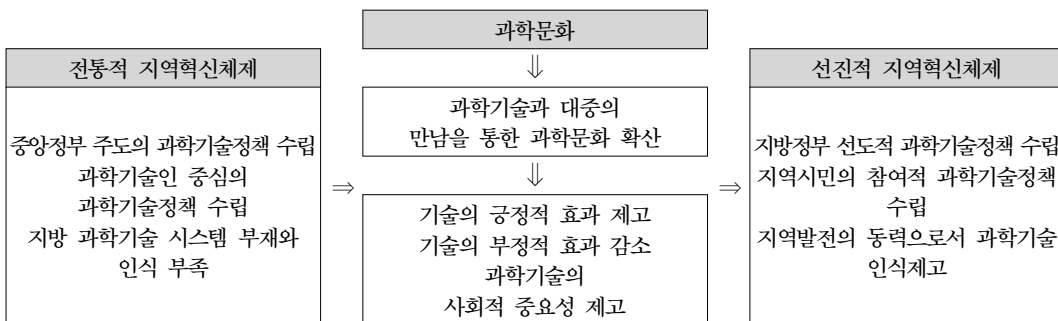 과학문화
전통적 지역혁신체제
⇓
선진적 지역혁신체제
과학기술과 대중의
만남을 통한 과학문화 확산
중앙정부 주도의 과학기술정책 수립
과학기술인 중심의
과학기술정책 수립
지방 과학기술 시스템 부재와
인식 부족
⇒
⇓
기술의 긍정적 효과 제고
기술의 부정적 효과 감소
과학기술의
사회적 중요성 제고
⇒
지방정부 선도적 과학기술정책 수립
지역시민의 참여적 과학기술정책
수립
지역발전의 동력으로서 과학기술
인식제고